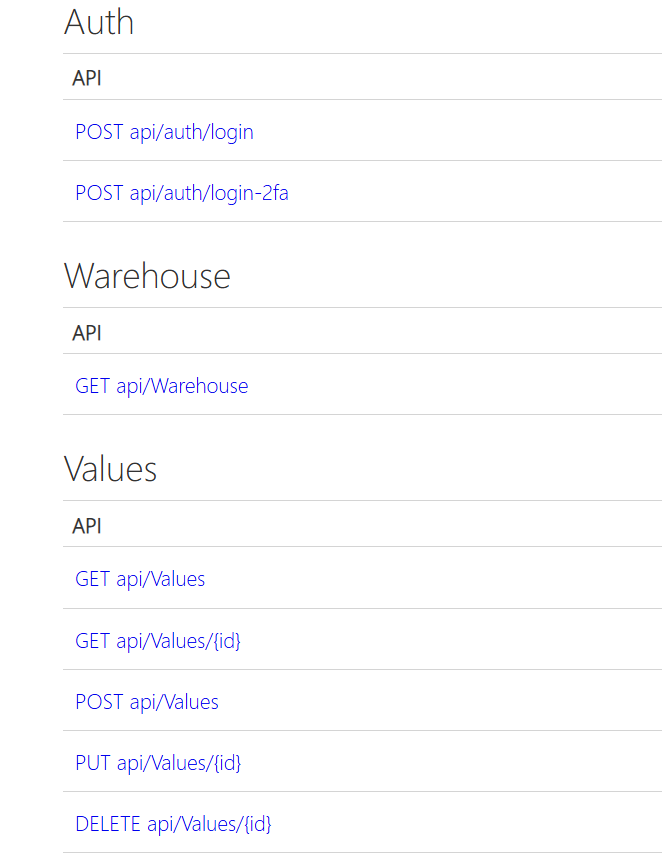 Auth
API
POST api/auth/login
POST api/auth/login-2fa
Warehouse
API
GET api/Warehouse
Values
API
GET api/Values
GET api/Values/{id}
POST api/Values
PUT api/Values/{id}
DELETE api/Values/{id}